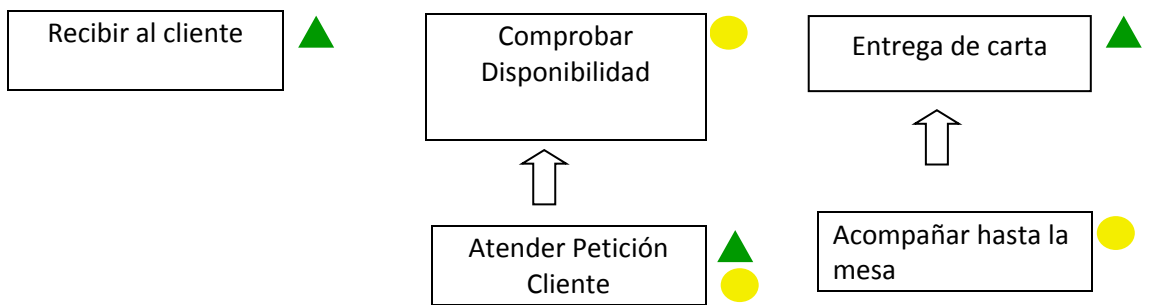 Recibir al cliente
Comprobar
Disponibilidad
Entrega de carta
Atender Petición
Cliente
Acompañar hasta la
mesa